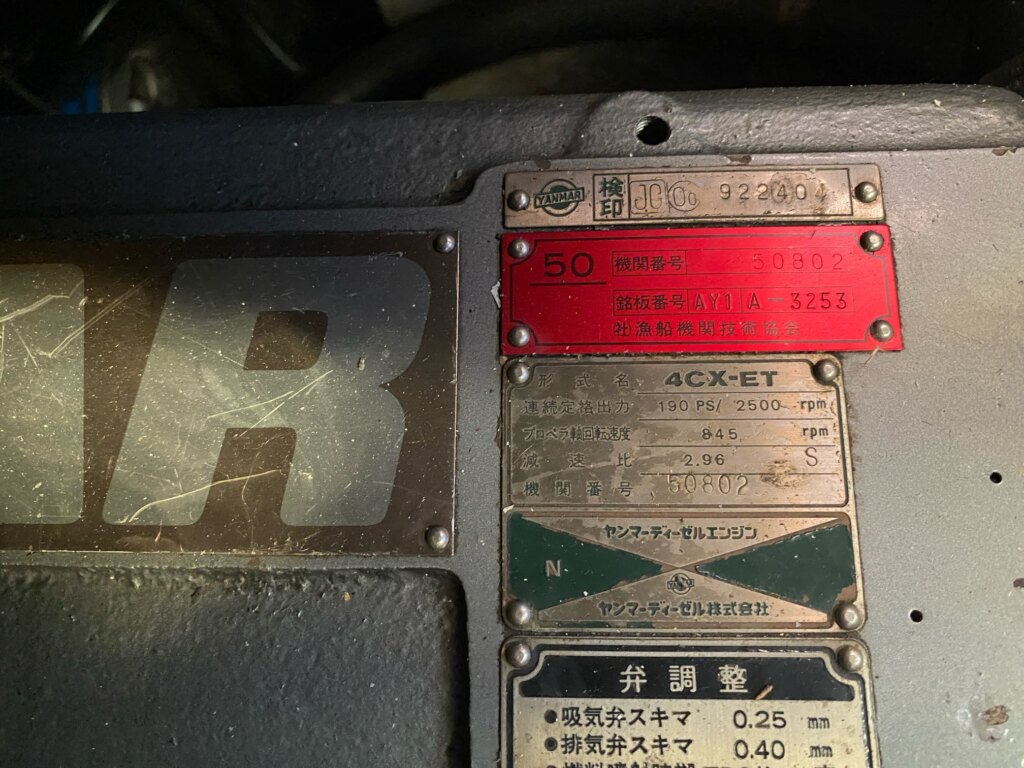 AR
YANMAR 検印 JCI 922404
50 機関番号 50802
銘板番号 AY1 A-3253
社漁船機関技術協会
形式名 4CX-ET
連続定格出力 190 PS/ 2500 rpm
プロペラ軸回転速度 845 rpm
減速比 2.96 S
機関番号 50802
ヤンマーディーゼルエンジン
N
ヤンマーディーゼル株式会社
弁調整
●吸気弁スキマ 0.25 mm
●排気弁スキマ 0.40 mm